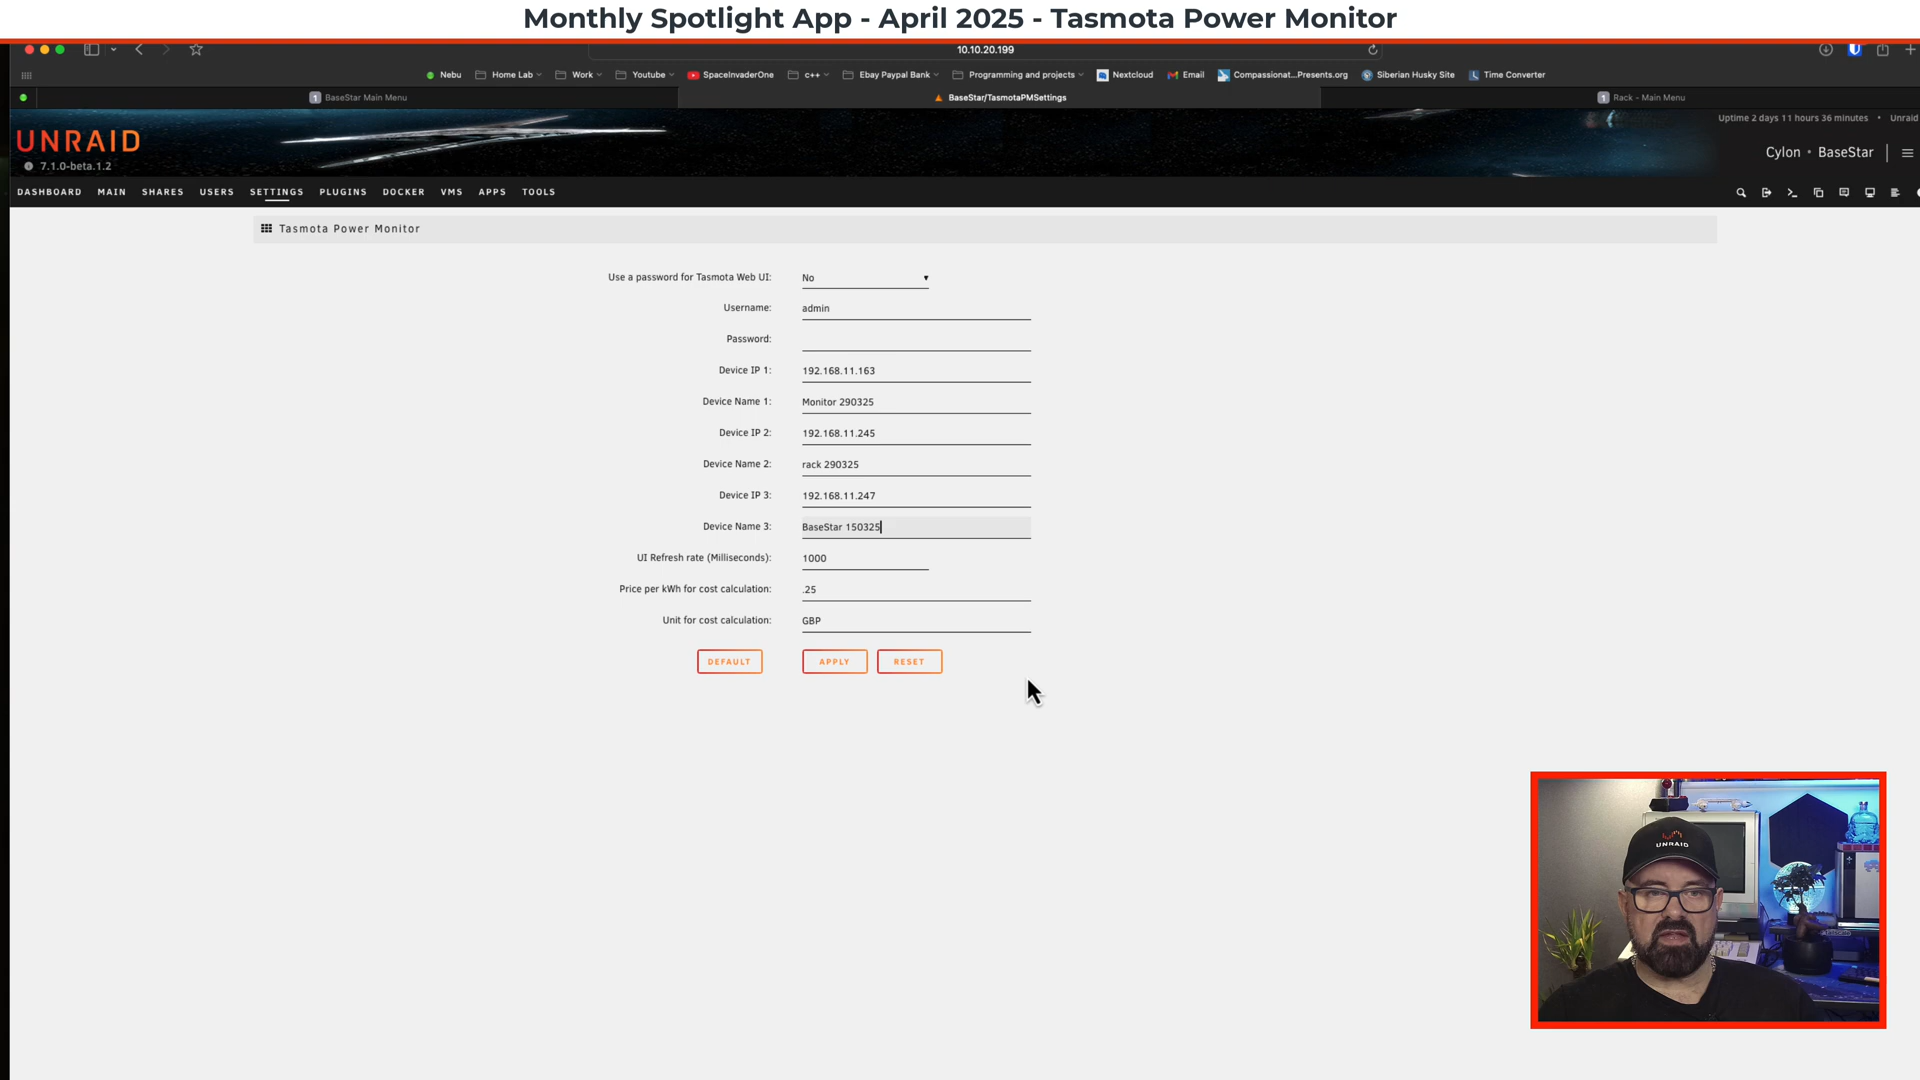 Monthly Spotlight App - April 2025 - Tasmota Power Monitor
10.10.20.199
Nebu Home Lab Work Youtube SpaceInvaderOne c++ Ebay Paypal Bank Programming and projects Nextcloud Email Compassionat...Presents.org Siberian Husky Site Time Converter
1 BaseStar Main Menu BaseStar/TasmotaPMSettings 1 Rack - Main Menu
Uptime 2 days 11 hours 36 minutes • Unraid
UNRAID
7.1.0-beta.1.2
Cylon • BaseStar
DASHBOARD MAIN SHARES USERS SETTINGS PLUGINS DOCKER VMS APPS TOOLS
Tasmota Power Monitor
Use a password for Tasmota Web UI: No
Username: admin
Password:
Device IP 1: 192.168.11.163
Device Name 1: Monitor 290325
Device IP 2: 192.168.11.245
Device Name 2: rack 290325
Device IP 3: 192.168.11.247
Device Name 3: BaseStar 150325
UI Refresh rate (Milliseconds): 1000
Price per kWh for cost calculation: .25
Unit for cost calculation: GBP
DEFAULT APPLY RESET
UNRAID